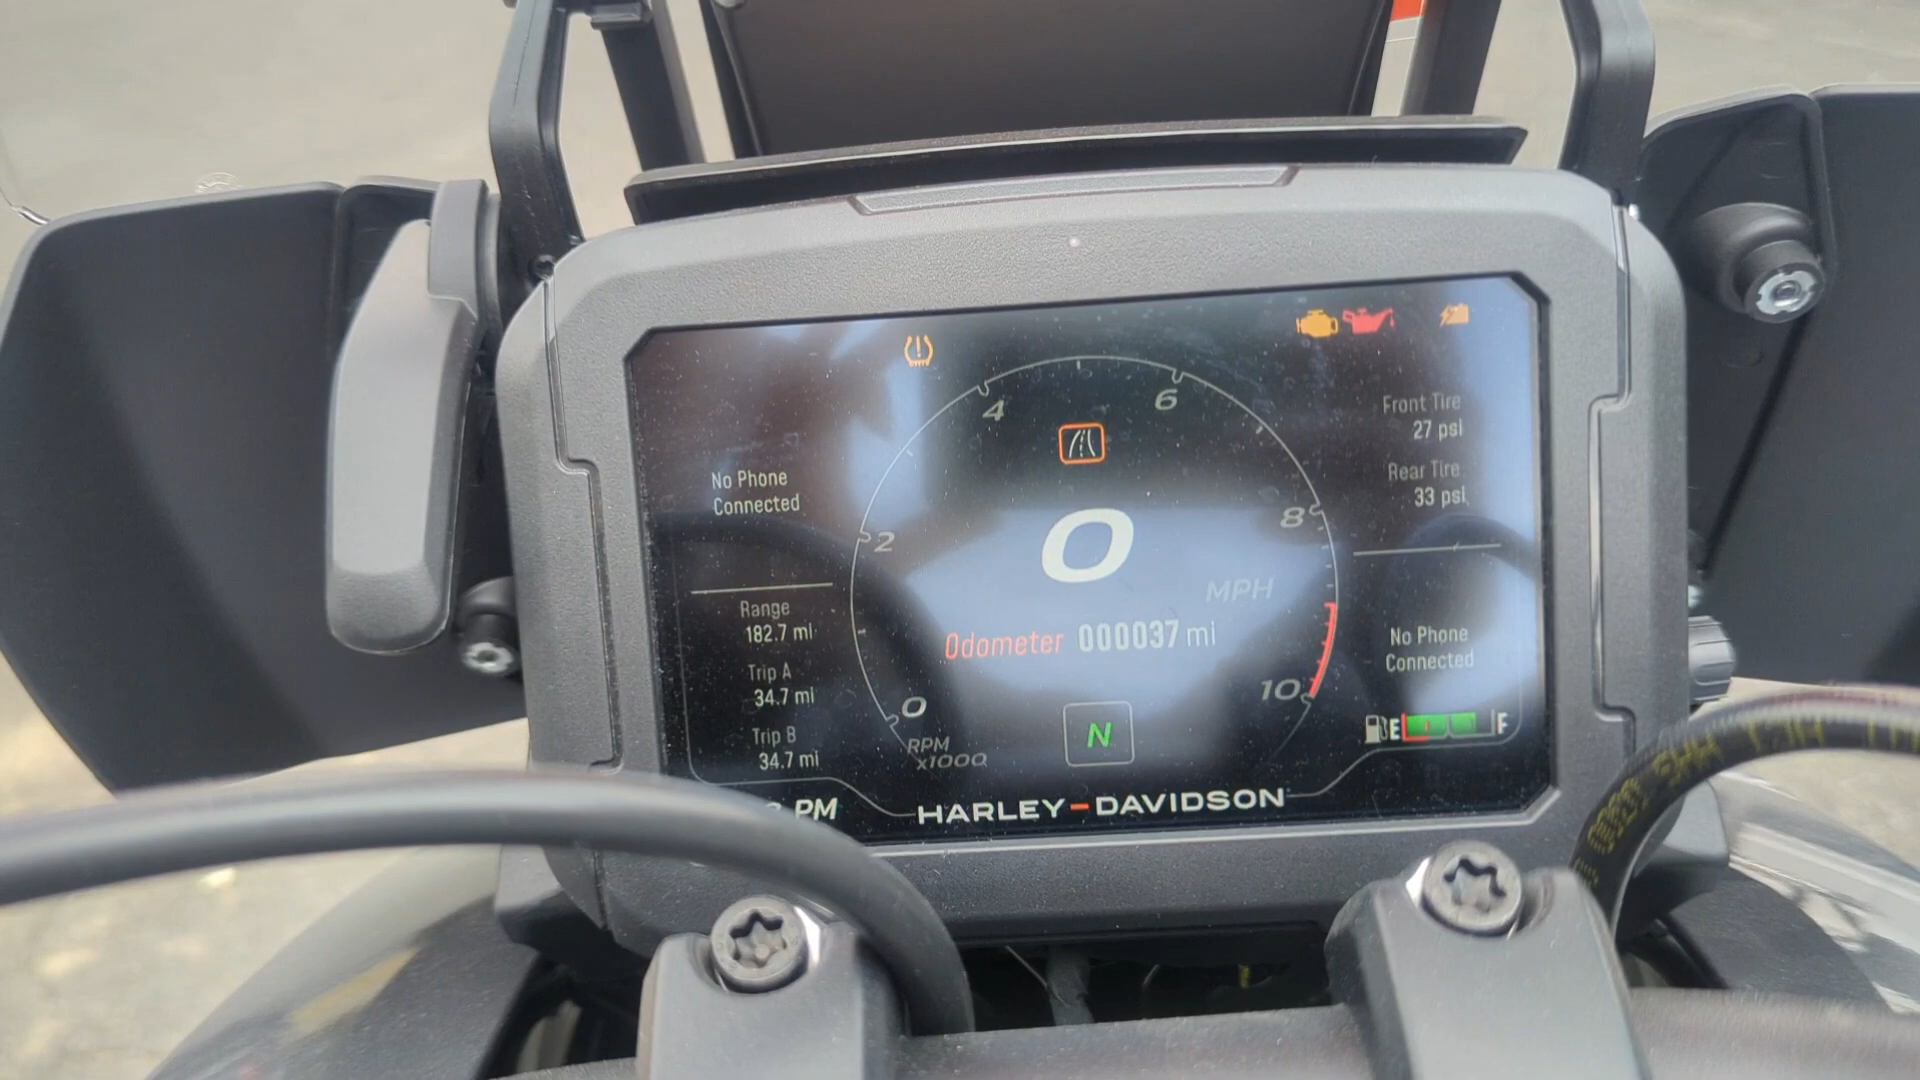 No Phone
Connected
Range
182.7 mi
Trip A
34.7 mi
Trip B
34.7 mi
PM
0
2
4
6
8
10
RPM
x1000
0
MPH
Odometer 000037 mi
N
HARLEY-DAVIDSON
Front Tire
27 psi
Rear Tire
33 psi
No Phone
Connected
E F